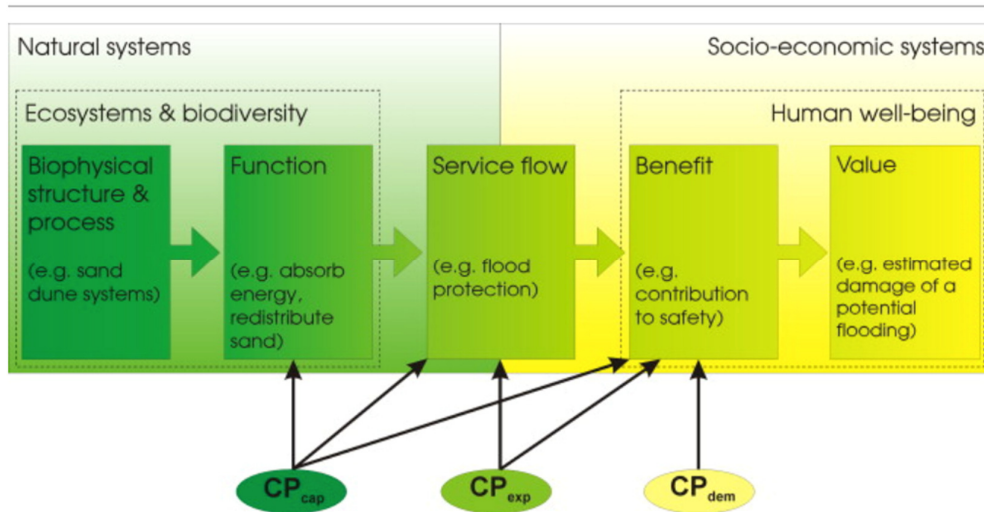 Natural systems
Socio-economic systems
Ecosystems & biodiversity
Human well-being
Biophysical
structure &
process
(e.g. sand
dune systems)
Function
(e.g. absorb
energy,
redistribute
sand)
Service flow
(e.g. flood
protection)
Benefit
(e.g.
contribution
to safety)
Value
(e.g. estimated
damage of a
potential
flooding)
CPcap
CPexp
CPdem